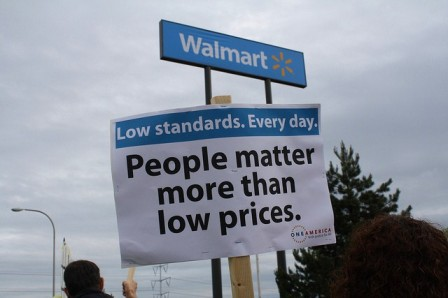 Walmart
Low standards. Every day.
People matter
more than
low prices.
ONEAMERICA